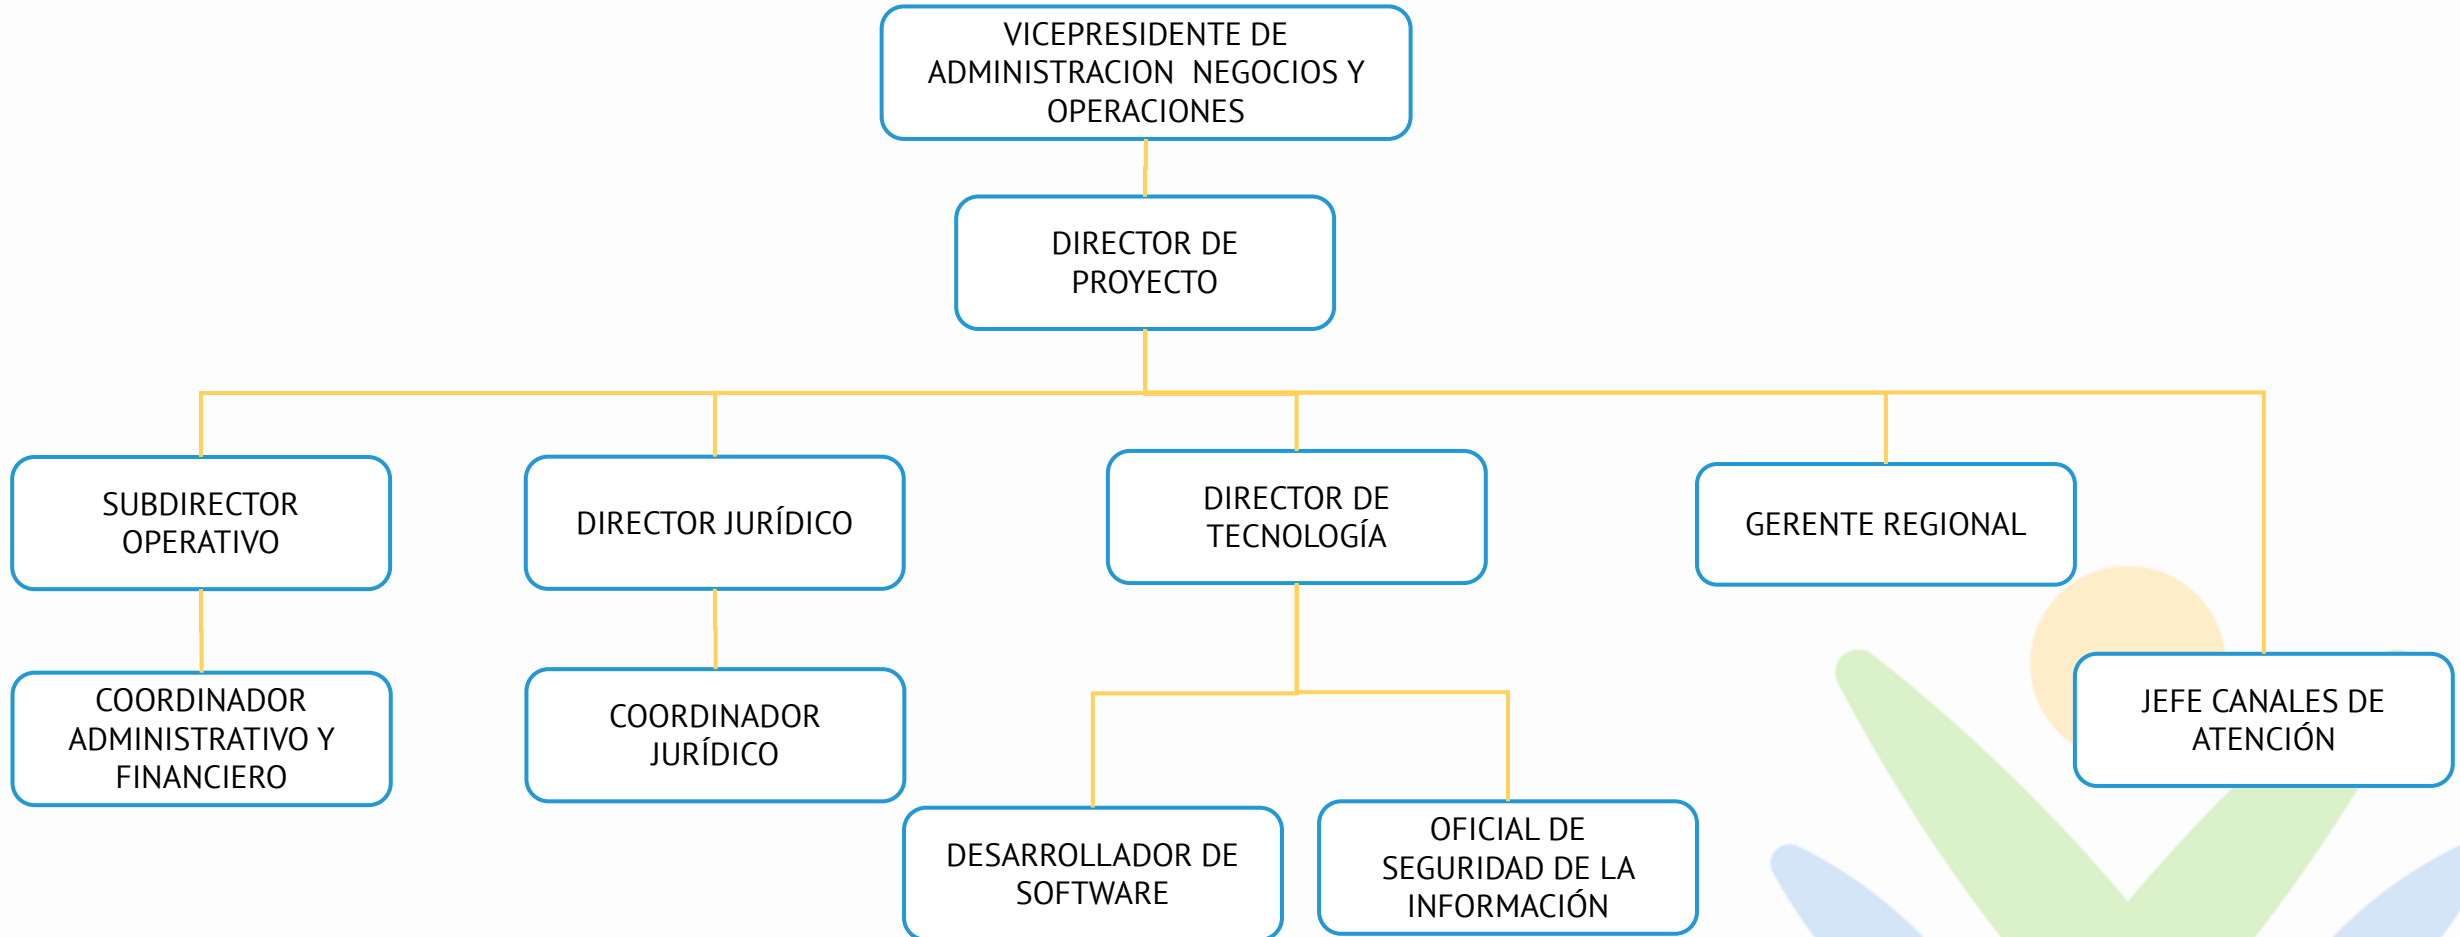 VICEPRESIDENTE DE
ADMINISTRACION  NEGOCIOS Y
OPERACIONES
DIRECTOR DE
PROYECTO
SUBDIRECTOR
OPERATIVO
DIRECTOR JURÍDICO
DIRECTOR DE
TECNOLOGÍA
GERENTE REGIONAL
COORDINADOR
ADMINISTRATIVO Y
FINANCIERO
COORDINADOR
JURÍDICO
JEFE CANALES DE
ATENCIÓN
DESARROLLADOR DE
SOFTWARE
OFICIAL DE
SEGURIDAD DE LA
INFORMACIÓN